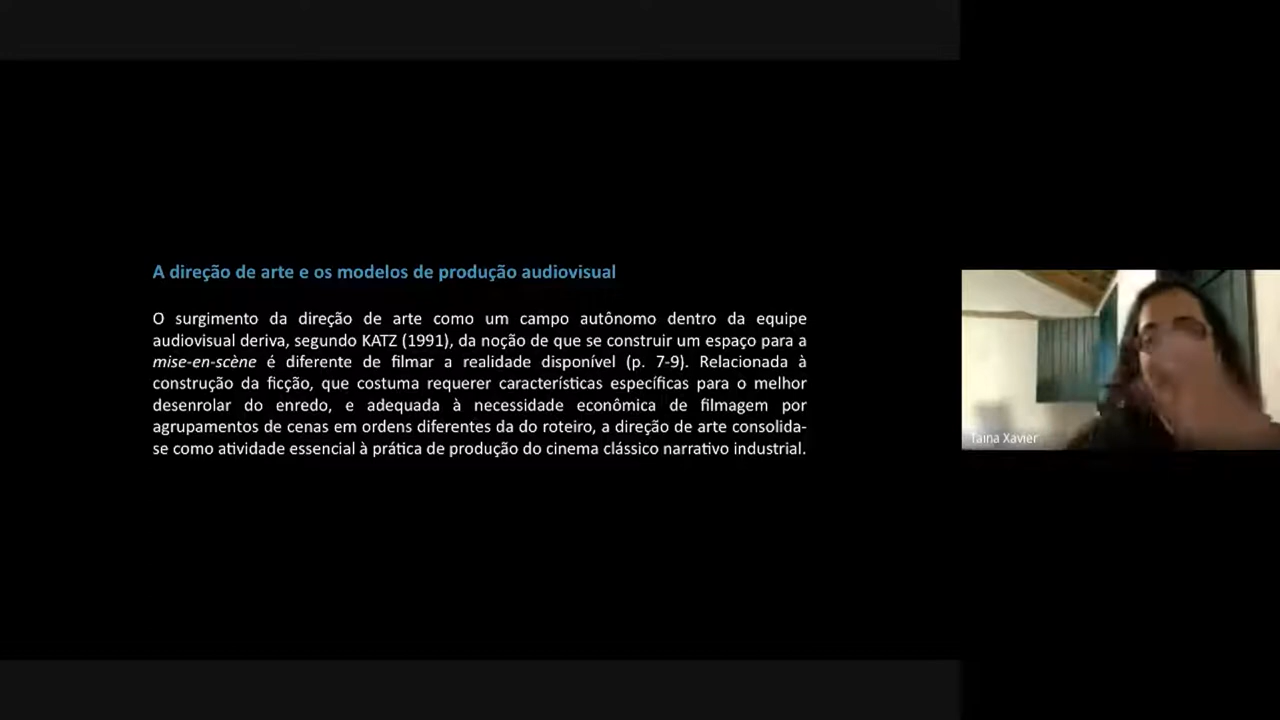 A direção de arte e os modelos de produção audiovisual
O surgimento da direção de arte como um campo autônomo dentro da equipe
audiovisual deriva, segundo KATZ (1991), da noção de que se construir um espaço para a
mise-en-scène é diferente de filmar a realidade disponível (p. 7-9). Relacionada à
construção da ficção, que costuma requerer características específicas para o melhor
desenrolar do enredo, e adequada à necessidade econômica de filmagem por
agrupamentos de cenas em ordens diferentes da do roteiro, a direção de arte consolida-
se como atividade essencial à prática de produção do cinema clássico narrativo industrial.
Taina Xavier